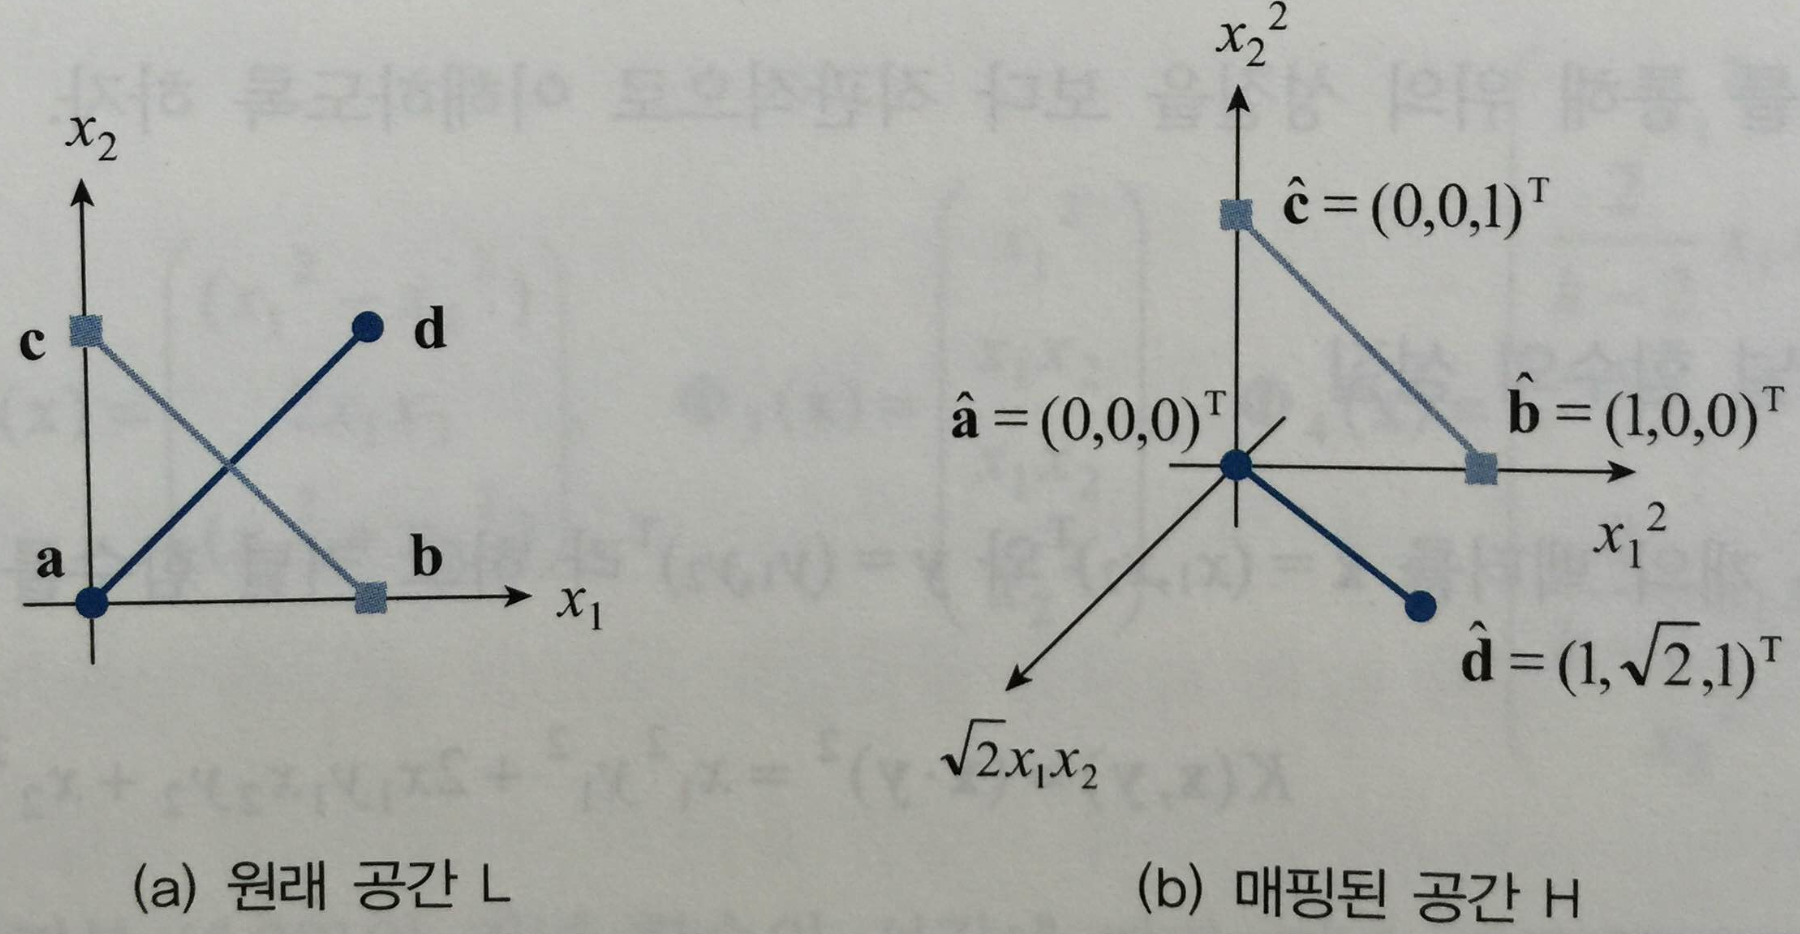 x₂
c
d
a
b
x₁
(a) 원래 공간 L
x₂²
ĉ = (0,0,1)ᵀ
â = (0,0,0)ᵀ
b̂ = (1,0,0)ᵀ
x₁²
d̂ = (1,√2,1)ᵀ
√2x₁x₂
(b) 매핑된 공간 H